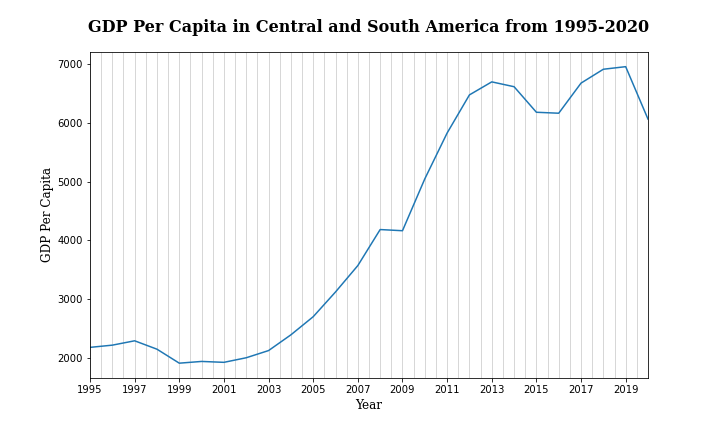 GDP Per Capita in Central and South America from 1995-2020
7000
6000
5000
4000
3000
2000
GDP Per Capita
1995 1997 1999 2001 2003 2005 2007 2009 2011 2013 2015 2017 2019
Year